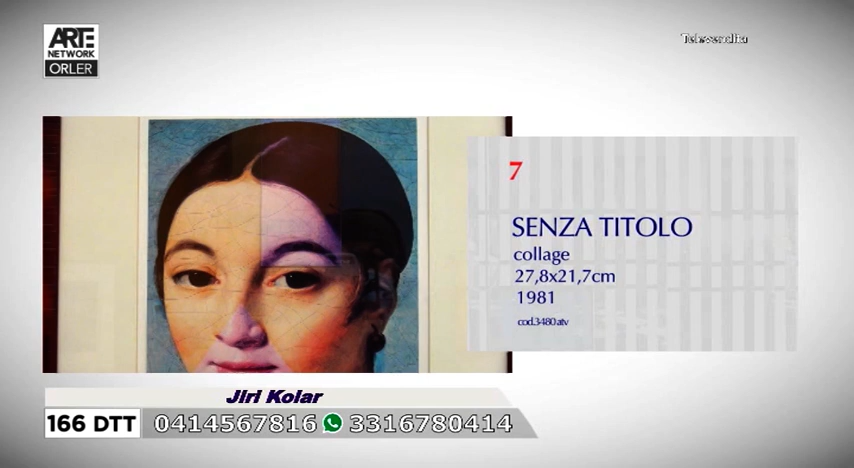 ARTE
NETWORK
ORLER
Televendita
7
SENZA TITOLO
collage
27,8x21,7cm
1981
cod.3480 atv
Jiri Kolar
166 DTT
0414567816 3316780414